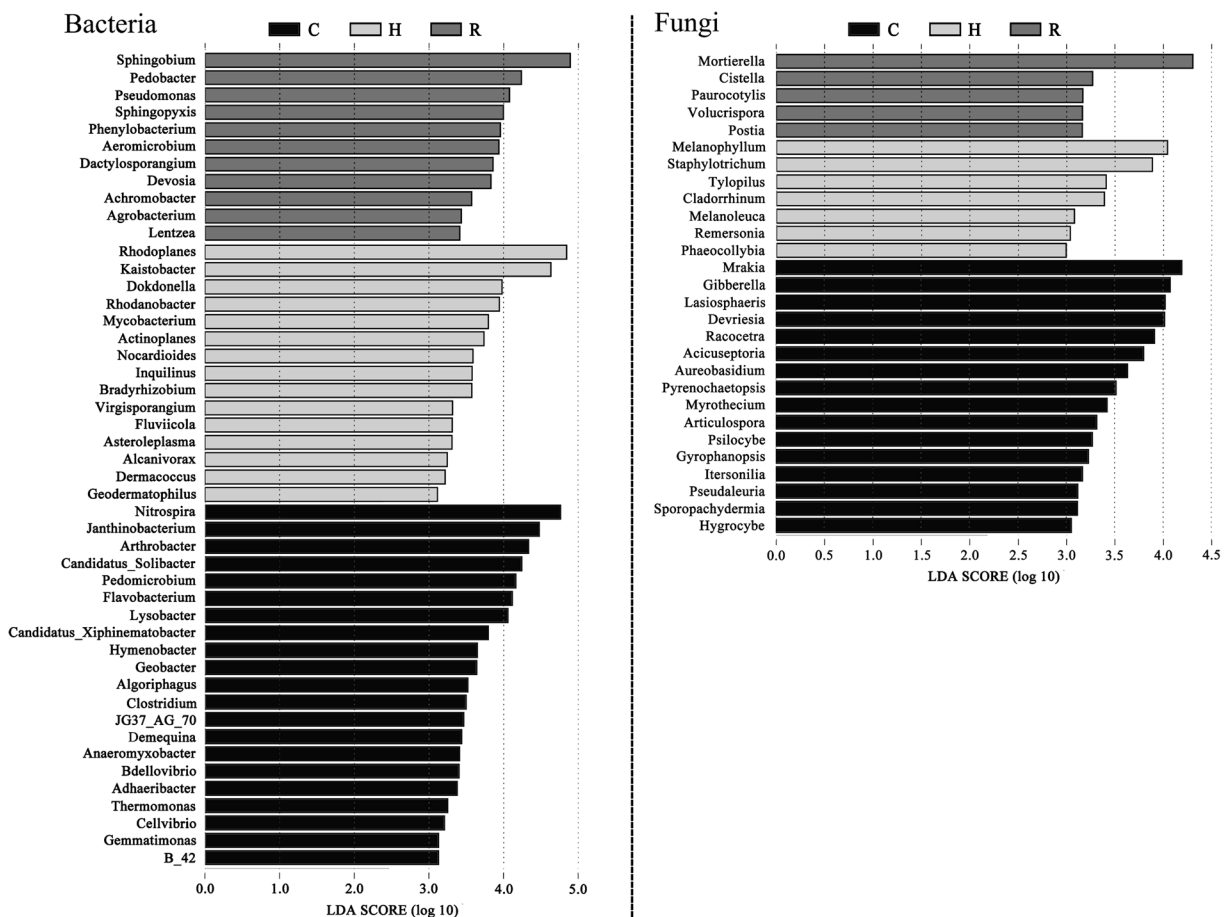 Bacteria
C H R
Sphingobium
Pedobacter
Pseudomonas
Sphingopyxis
Phenylobacterium
Aeromicrobium
Dactylosporangium
Devosia
Achromobacter
Agrobacterium
Lentzea
Rhodoplanes
Kaistobacter
Dokdonella
Rhodanobacter
Mycobacterium
Actinoplanes
Nocardioides
Inquilinus
Bradyrhizobium
Virgisporangium
Fluviicola
Asteroleplasma
Alcanivorax
Dermacoccus
Geodermatophilus
Nitrospira
Janthinobacterium
Arthrobacter
Candidatus_Solibacter
Pedomicrobium
Flavobacterium
Lysobacter
Candidatus_Xiphinematobacter
Hymenobacter
Geobacter
Algoriphagus
Clostridium
JG37_AG_70
Demequina
Anaeromyxobacter
Bdellovibrio
Adhaeribacter
Thermomonas
Cellvibrio
Gemmatimonas
B_42
0.0 1.0 2.0 3.0 4.0 5.0
LDA SCORE (log 10)
Fungi
C H R
Mortierella
Cistella
Paurocotylis
Volucrispora
Postia
Melanophyllum
Staphylotrichum
Tylopilus
Cladorrhinum
Melanoleuca
Remersonia
Phaeocollybia
Mrakia
Gibberella
Lasiosphaeris
Devriesia
Racocetra
Acicuseptoria
Aureobasidium
Pyrenochaetopsis
Myrothecium
Articulospora
Psilocybe
Gyrophanopsis
Itersonilia
Pseudaleuria
Sporopachydermia
Hygrocybe
0.0 0.5 1.0 1.5 2.0 2.5 3.0 3.5 4.0 4.5
LDA SCORE (log 10)